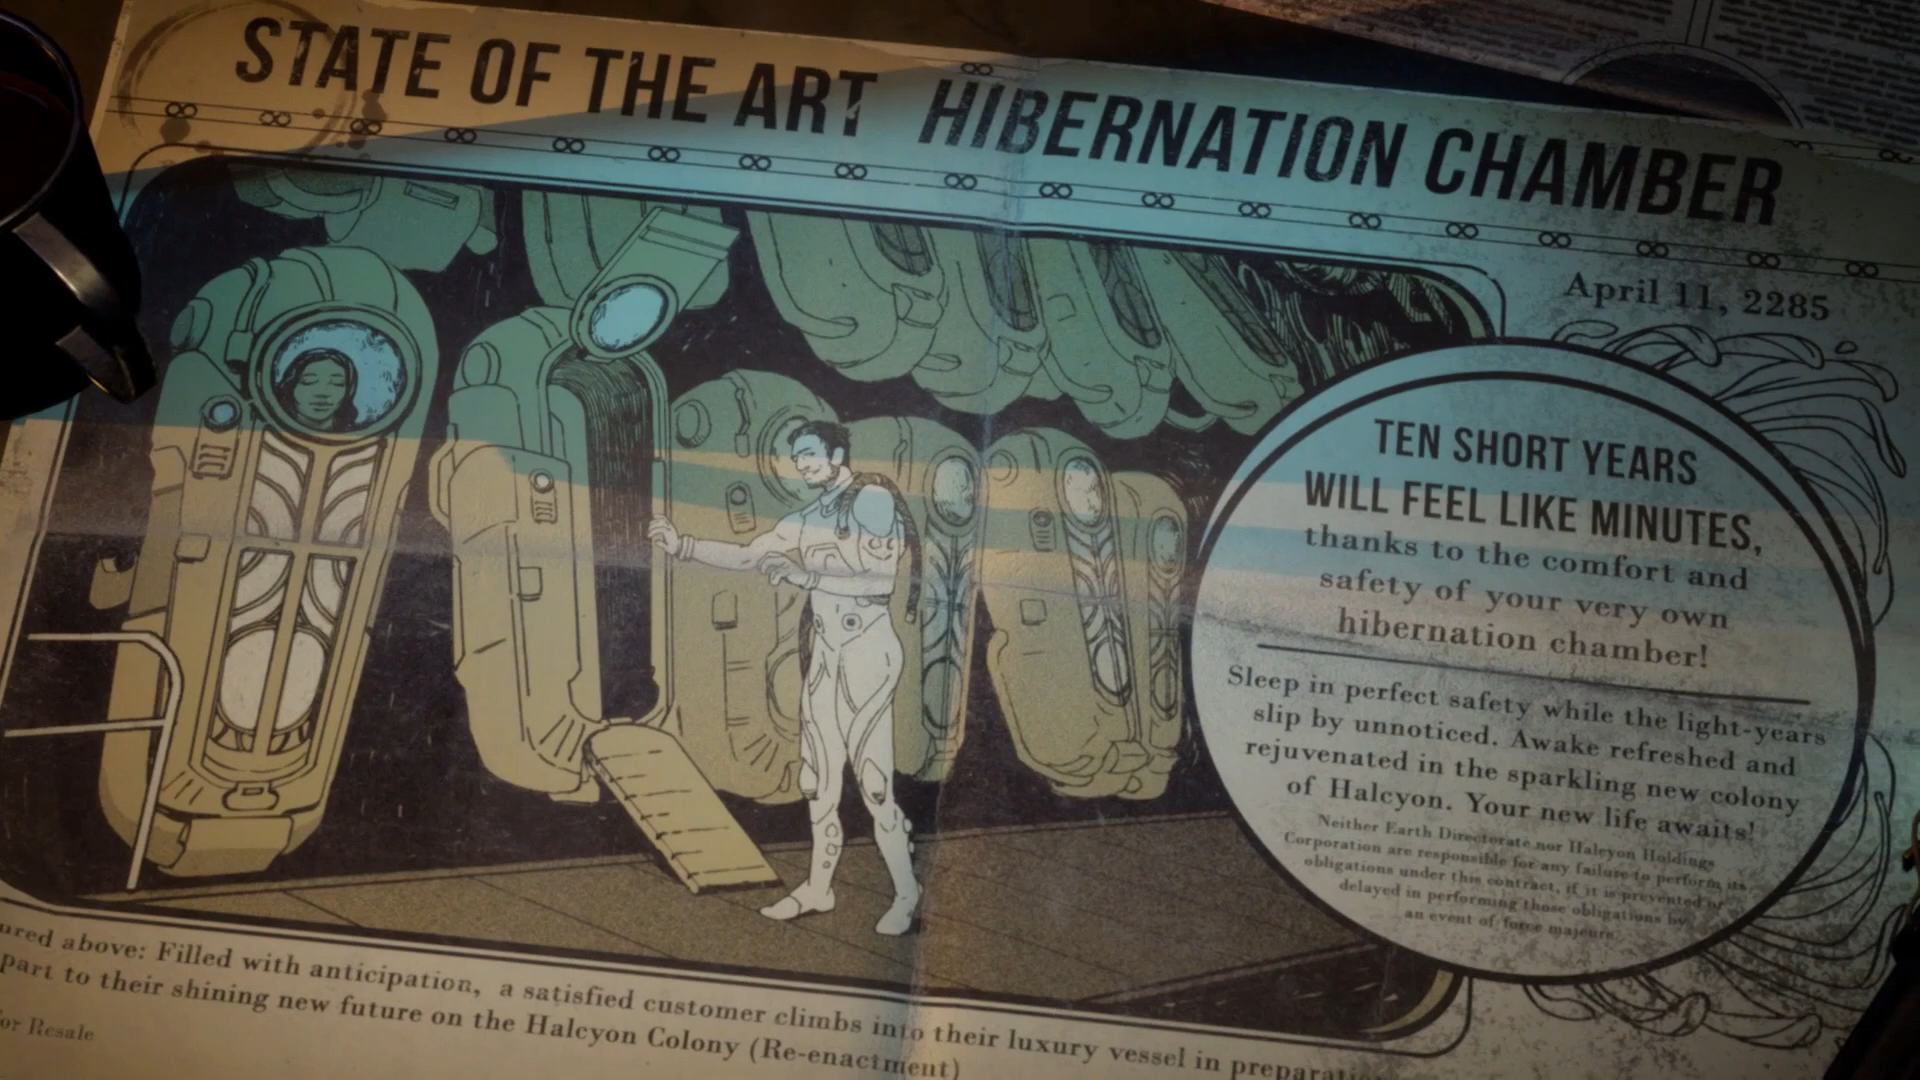 STATE OF THE ART HIBERNATION CHAMBER
April 11, 2285
TEN SHORT YEARS
WILL FEEL LIKE MINUTES,
thanks to the comfort and
safety of your very own
hibernation chamber!
Sleep in perfect safety while the light-years
slip by unnoticed. Awake refreshed and
rejuvenated in the sparkling new colony
of Halcyon. Your new life awaits!
Neither Earth Directorate nor Halcyon Holdings
Corporation are responsible for any failure to perform its
obligations under this contract, if it is prevented or
delayed in performing those obligations by
an event of force majeure.
ured above: Filled with anticipation, a satisfied customer climbs into their luxury vessel in preparatio
part to their shining new future on the Halcyon Colony (Re-enactment)
for Resale